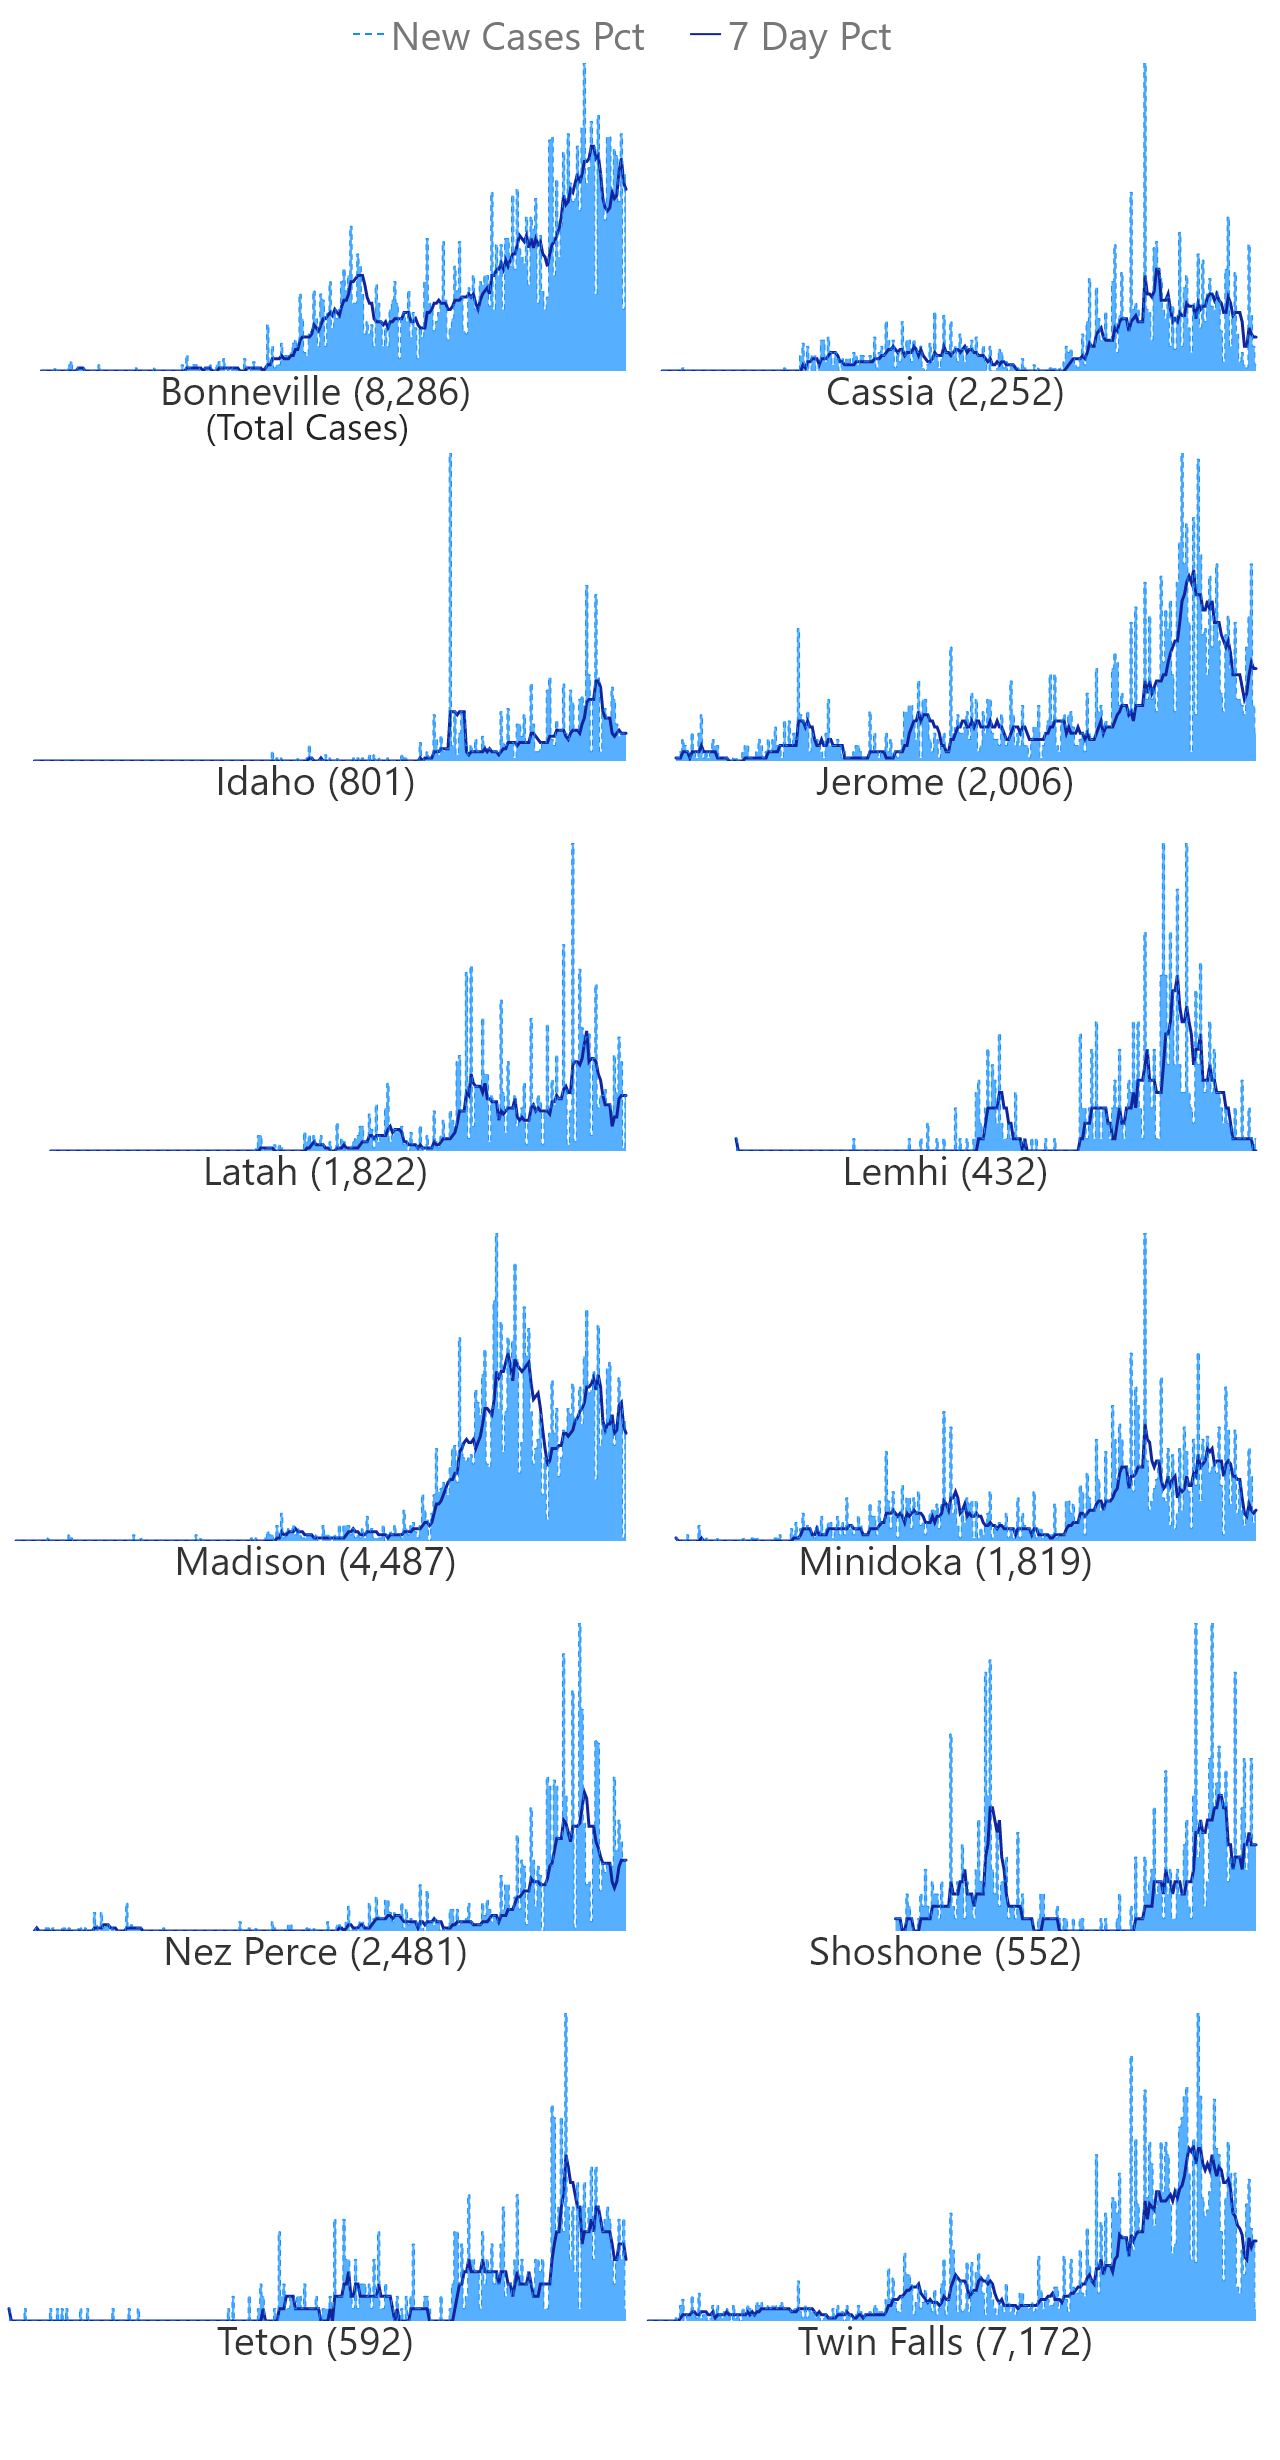 New Cases Pct 7 Day Pct
Bonneville (8,286) Cassia (2,252)
(Total Cases)
Idaho (801) Jerome (2,006)
Latah (1,822) Lemhi (432)
Madison (4,487) Minidoka (1,819)
Nez Perce (2,481) Shoshone (552)
Teton (592) Twin Falls (7,172)